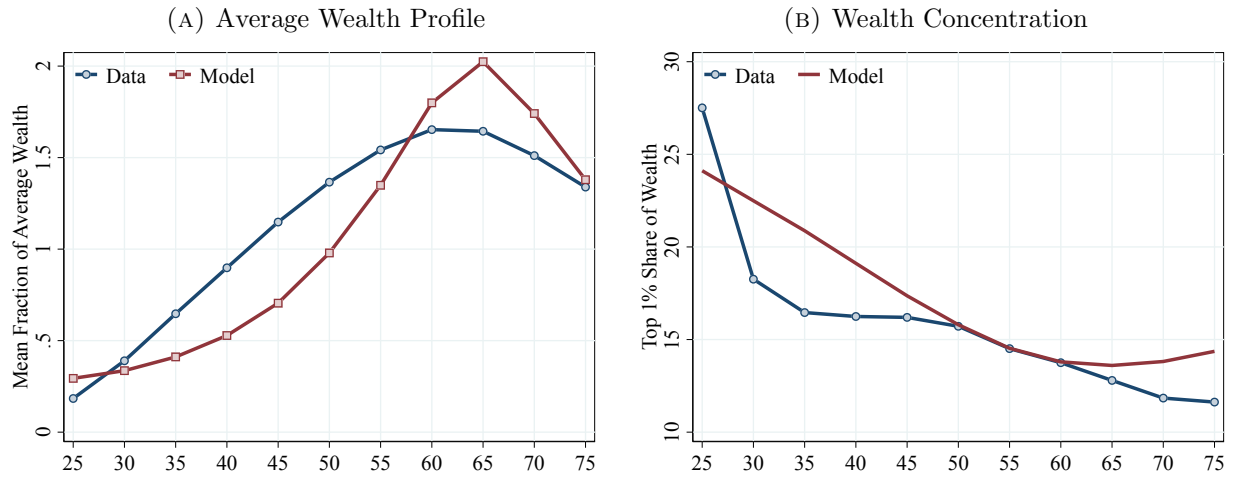 (A) Average Wealth Profile
Mean Fraction of Average Wealth
2
1.5
1
.5
0
Data Model
25 30 35 40 45 50 55 60 65 70 75
(B) Wealth Concentration
Top 1% Share of Wealth
30
25
20
15
10
Data Model
25 30 35 40 45 50 55 60 65 70 75